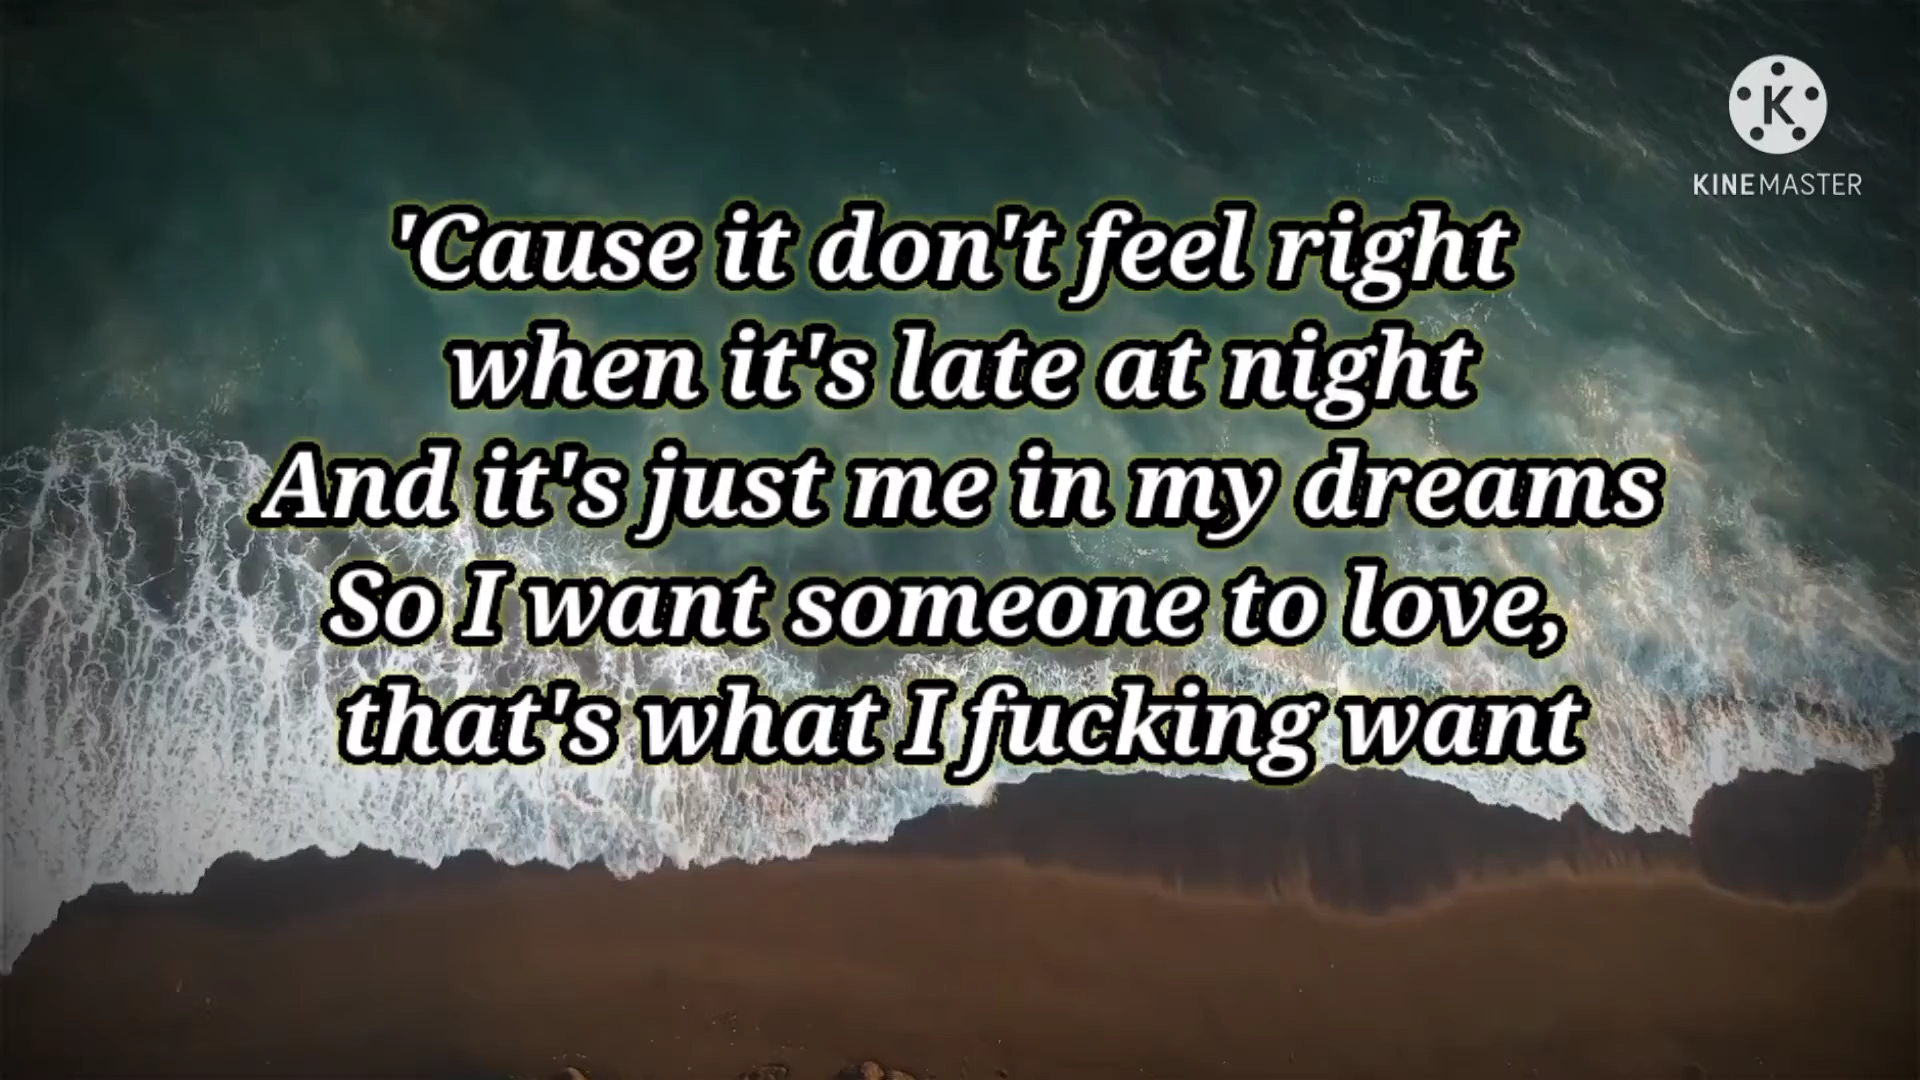 K
KINEMASTER
'Cause it don't feel right
when it's late at night
And it's just me in my dreams
So I want someone to love,
that's what I fucking want